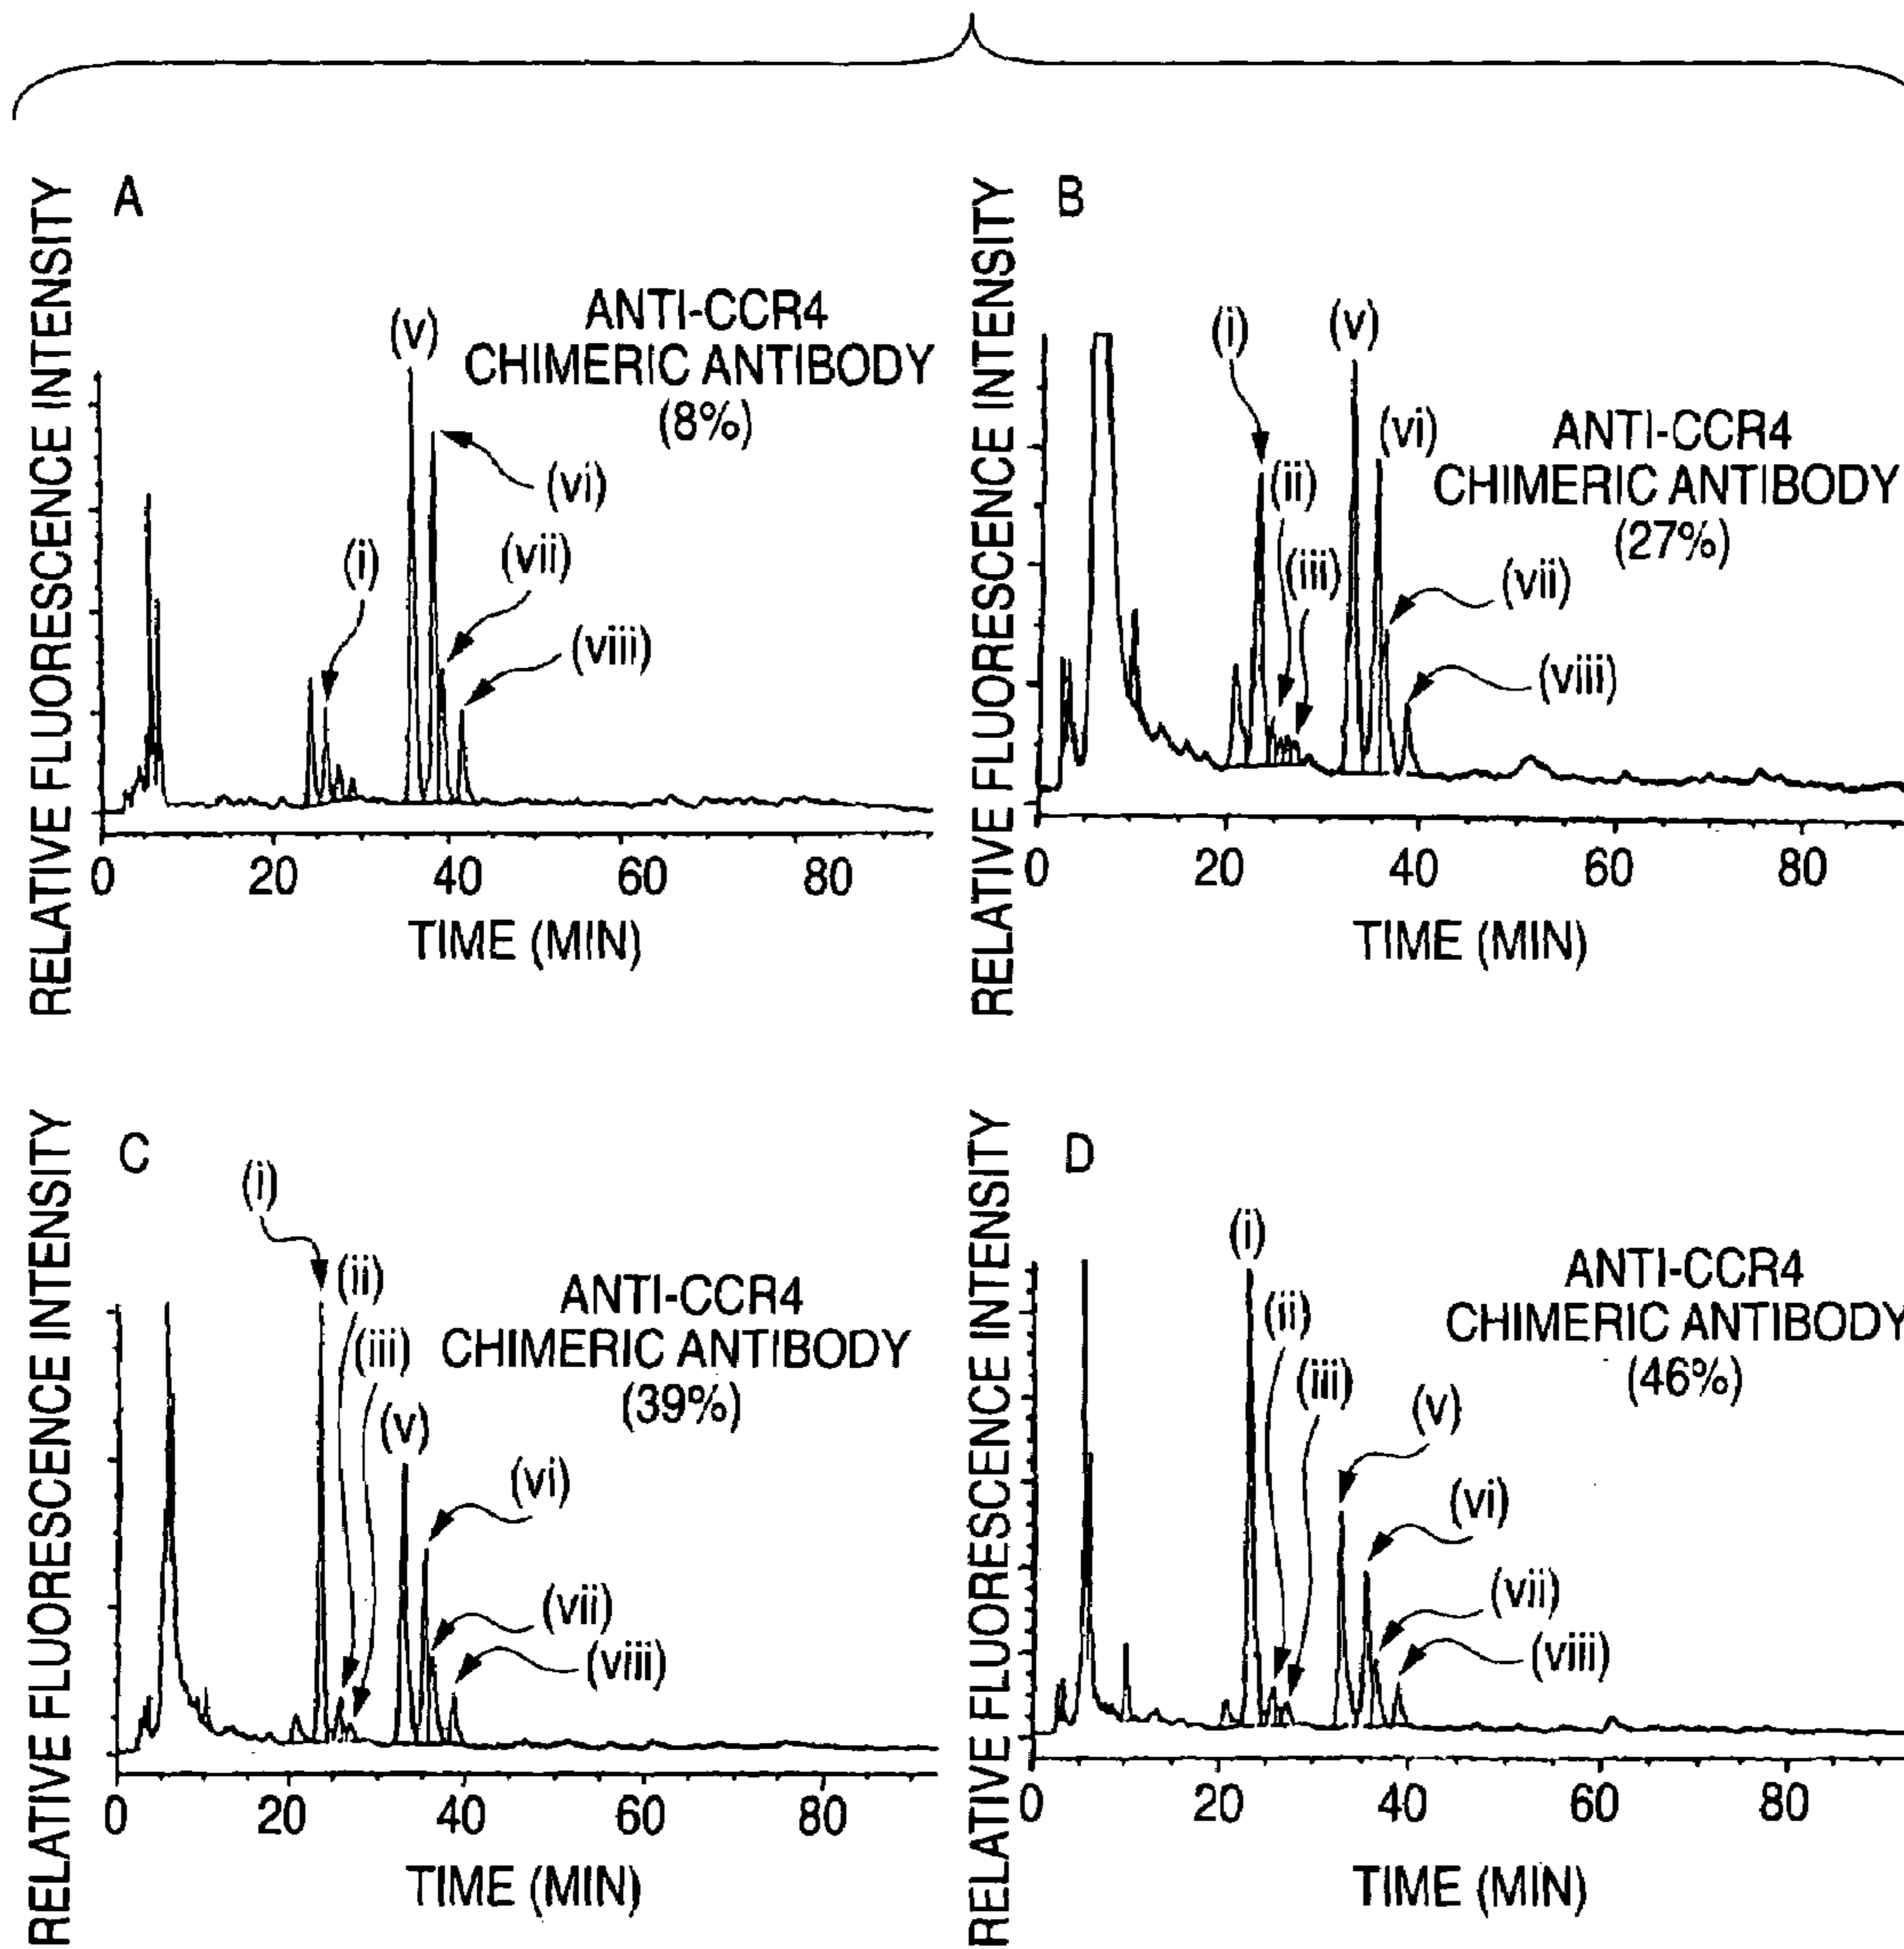 A
RELATIVE FLUORESCENCE INTENSITY
ANTI-CCR4
CHIMERIC ANTIBODY
(8%)
(i)
(v)
(vi)
(vii)
(viii)
0 20 40 60 80
TIME (MIN)
B
RELATIVE FLUORESCENCE INTENSITY
ANTI-CCR4
CHIMERIC ANTIBODY
(27%)
(i)
(ii)
(iii)
(v)
(vi)
(vii)
(viii)
0 20 40 60 80
TIME (MIN)
C
RELATIVE FLUORESCENCE INTENSITY
ANTI-CCR4
CHIMERIC ANTIBODY
(39%)
(i)
(ii)
(iii)
(v)
(vi)
(vii)
(viii)
0 20 40 60 80
TIME (MIN)
D
RELATIVE FLUORESCENCE INTENSITY
ANTI-CCR4
CHIMERIC ANTIBODY
(46%)
(i)
(ii)
(iii)
(v)
(vi)
(vii)
(viii)
0 20 40 60 80
TIME (MIN)